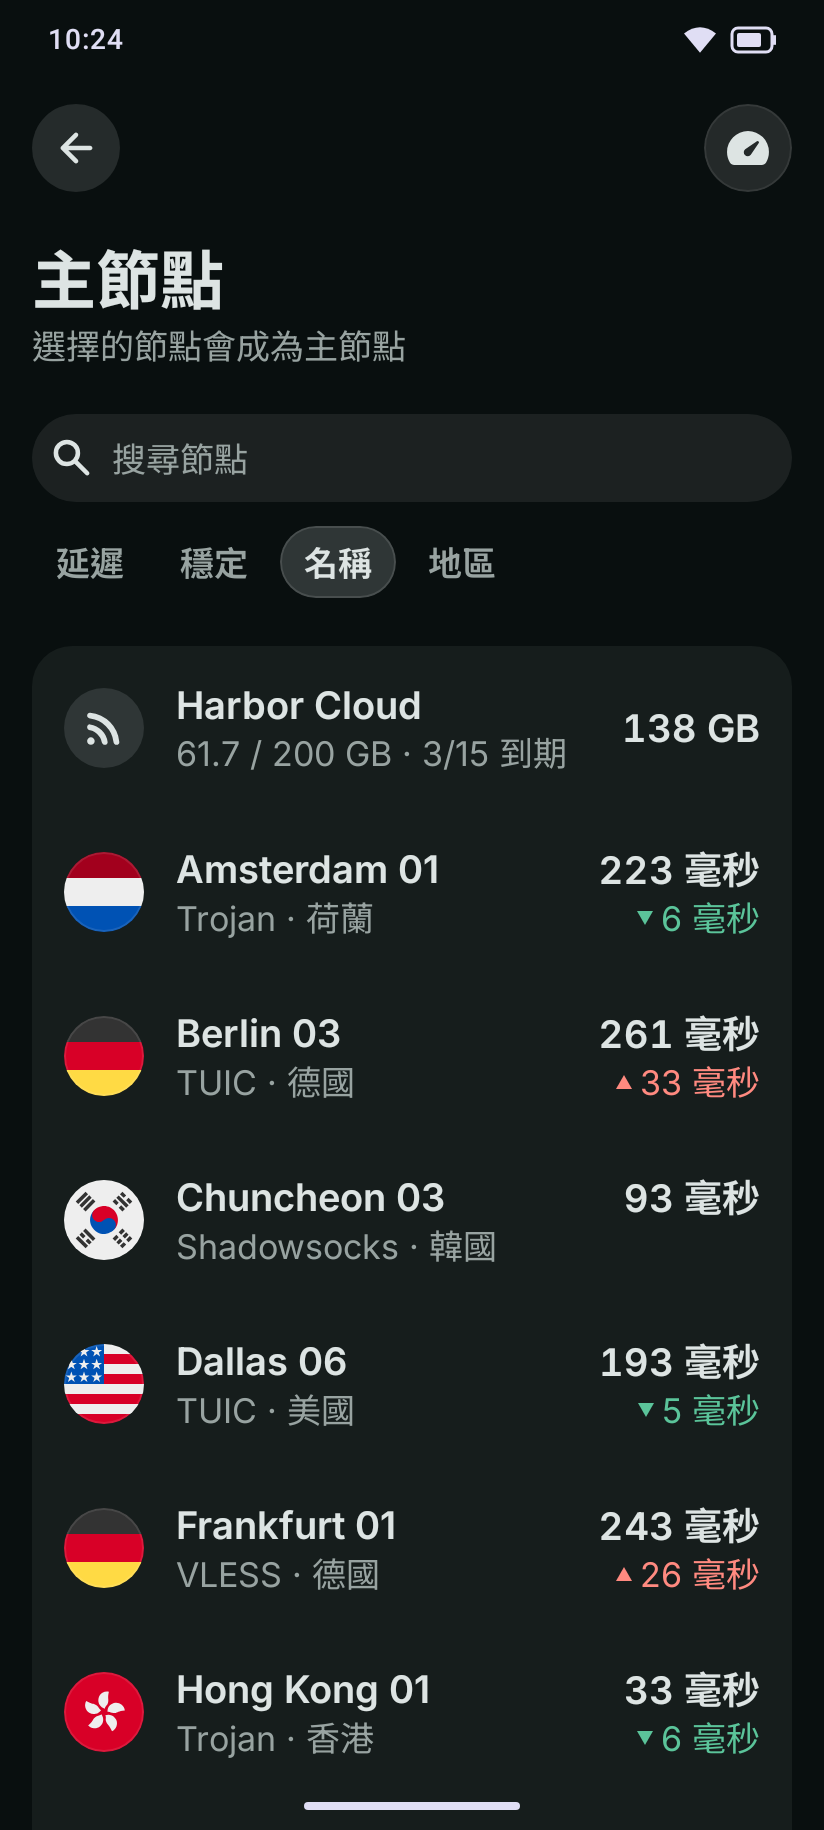 10:24
主節點
選擇的節點會成為主節點
搜尋節點
延遲 穩定 名稱 地區
Harbor Cloud
61.7 / 200 GB · 3/15 到期
138 GB
Amsterdam 01
Trojan · 荷蘭
223 毫秒
▼6 毫秒
Berlin 03
TUIC · 德國
261 毫秒
▲33 毫秒
Chuncheon 03
Shadowsocks · 韓國
93 毫秒
Dallas 06
TUIC · 美國
193 毫秒
▼5 毫秒
Frankfurt 01
VLESS · 德國
243 毫秒
▲26 毫秒
Hong Kong 01
Trojan · 香港
33 毫秒
▼6 毫秒